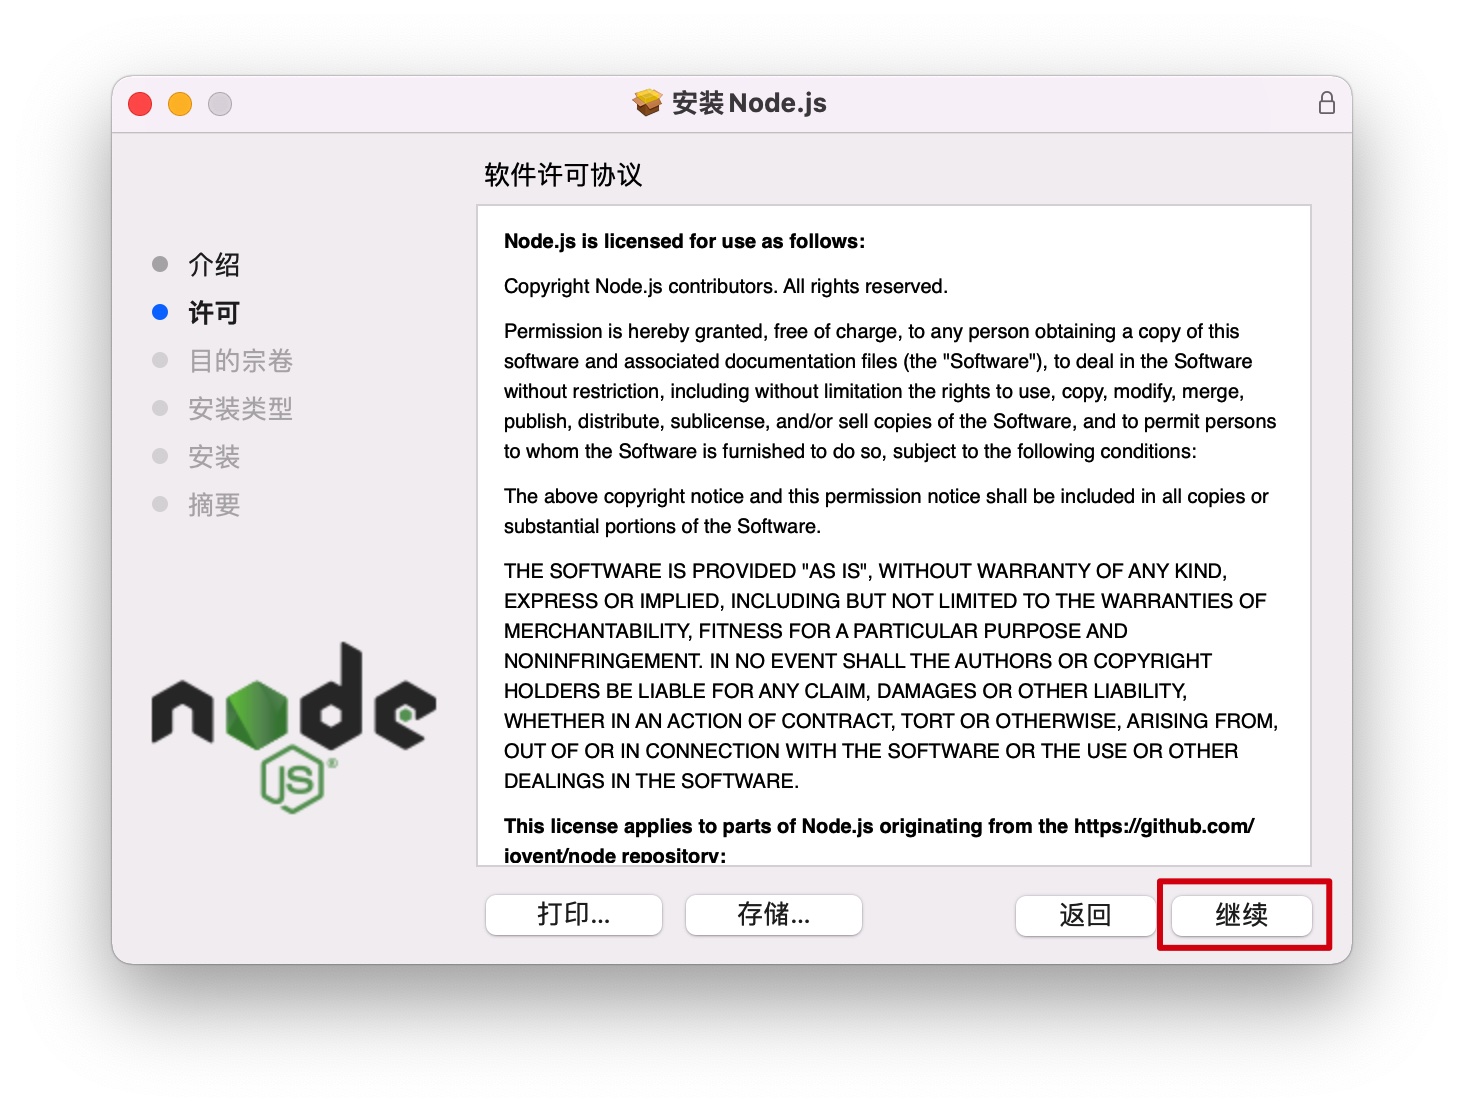 安装Node.js
软件许可协议
介绍
许可
目的宗卷
安装类型
安装
摘要
node
JS®
Node.js is licensed for use as follows:
Copyright Node.js contributors. All rights reserved.
Permission is hereby granted, free of charge, to any person obtaining a copy of this
software and associated documentation files (the "Software"), to deal in the Software
without restriction, including without limitation the rights to use, copy, modify, merge,
publish, distribute, sublicense, and/or sell copies of the Software, and to permit persons
to whom the Software is furnished to do so, subject to the following conditions:
The above copyright notice and this permission notice shall be included in all copies or
substantial portions of the Software.
THE SOFTWARE IS PROVIDED "AS IS", WITHOUT WARRANTY OF ANY KIND,
EXPRESS OR IMPLIED, INCLUDING BUT NOT LIMITED TO THE WARRANTIES OF
MERCHANTABILITY, FITNESS FOR A PARTICULAR PURPOSE AND
NONINFRINGEMENT. IN NO EVENT SHALL THE AUTHORS OR COPYRIGHT
HOLDERS BE LIABLE FOR ANY CLAIM, DAMAGES OR OTHER LIABILITY,
WHETHER IN AN ACTION OF CONTRACT, TORT OR OTHERWISE, ARISING FROM,
OUT OF OR IN CONNECTION WITH THE SOFTWARE OR THE USE OR OTHER
DEALINGS IN THE SOFTWARE.
This license applies to parts of Node.js originating from the https://github.com/
joyent/node repository:
打印...
存储...
返回
继续